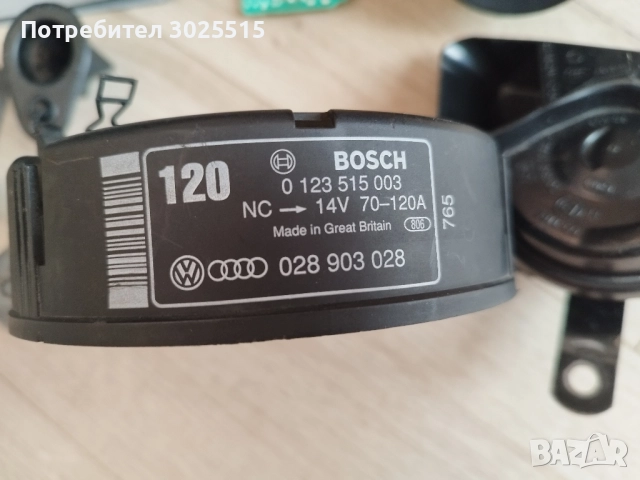 Потребител 3025515
120
BOSCH
0 123 515 003
NC → 14V 70-120A
Made in Great Britain 806
765
028 903 028
BAZAR